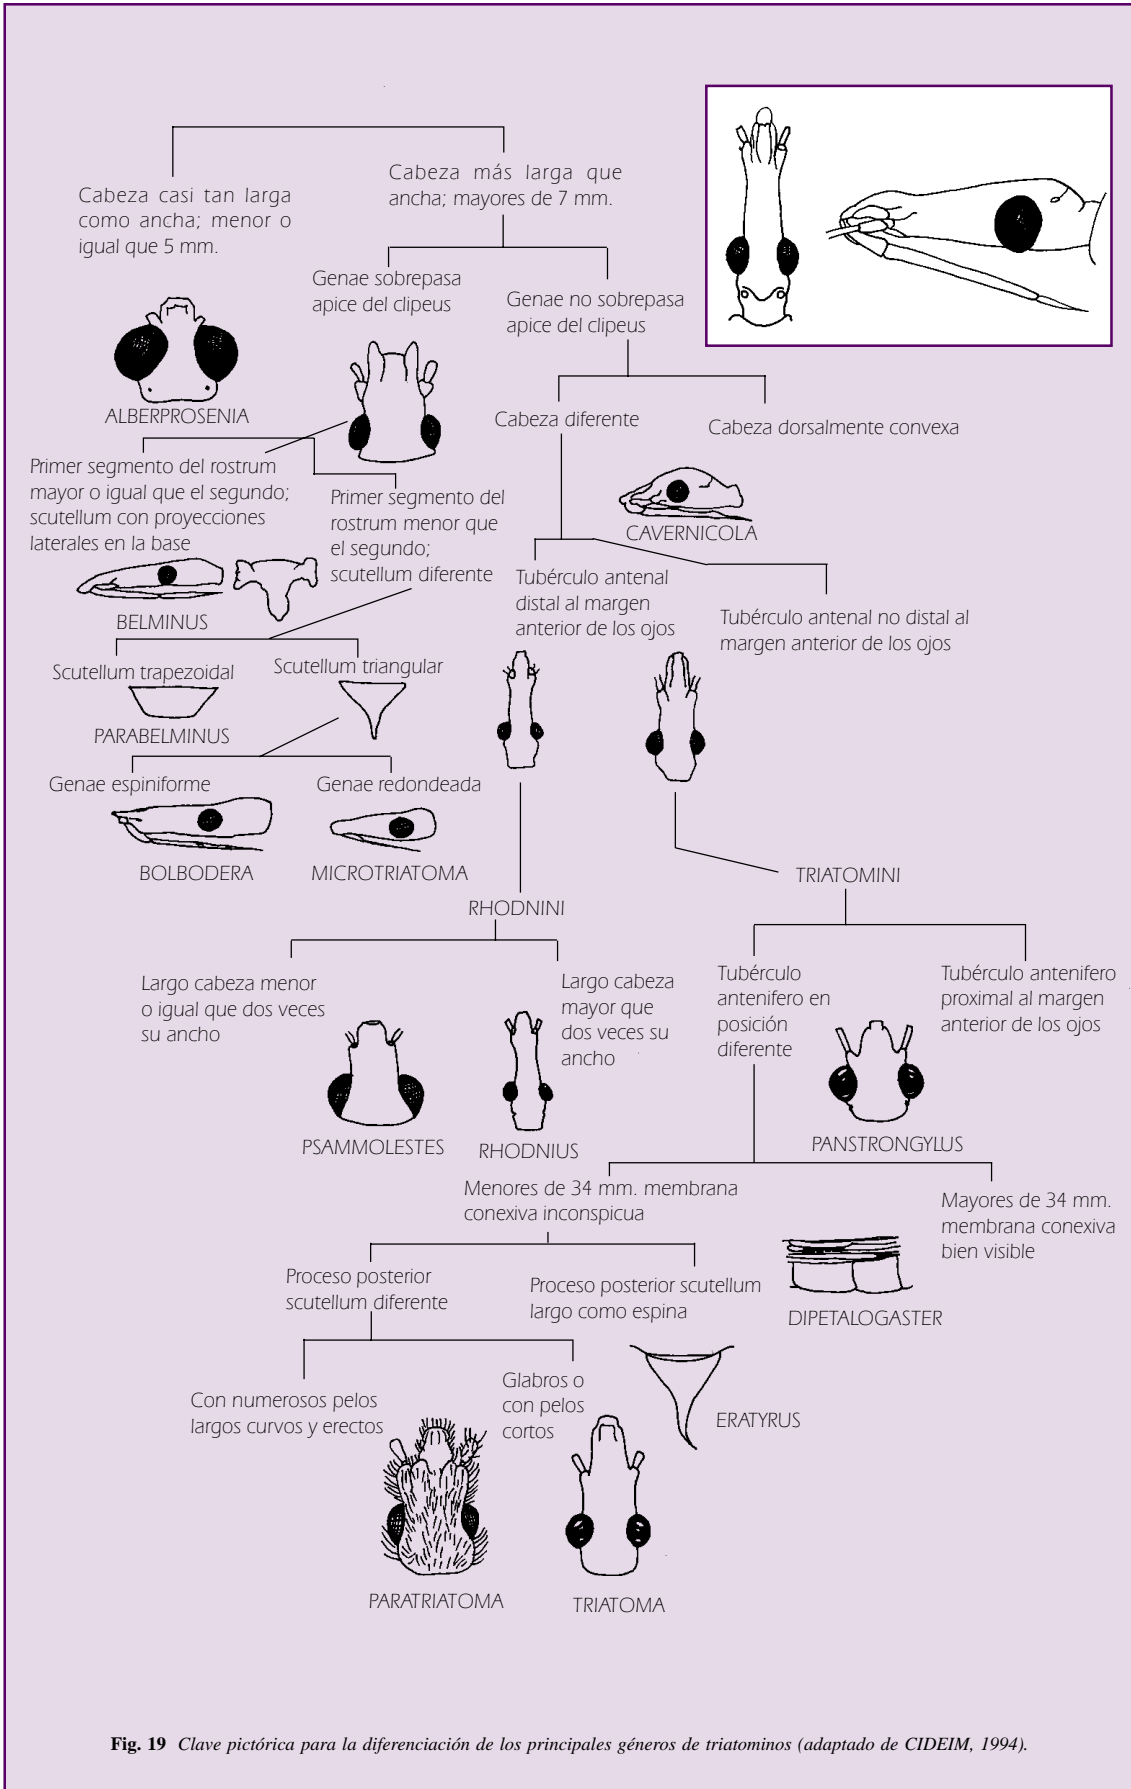 Cabeza casi tan larga
como ancha; menor o
igual que 5 mm.
Cabeza más larga que
ancha; mayores de 7 mm.
Genae sobrepasa
apice del clipeus
Genae no sobrepasa
apice del clipeus
ALBERPROSENIA
Cabeza diferente
Cabeza dorsalmente convexa
Primer segmento del rostrum
mayor o igual que el segundo;
scutellum con proyecciones
laterales en la base
Primer segmento del
rostrum menor que
el segundo;
scutellum diferente
CAVERNICOLA
BELMINUS
Tubérculo antenal
distal al margen
anterior de los ojos
Tubérculo antenal no distal al
margen anterior de los ojos
Scutellum trapezoidal
Scutellum triangular
PARABELMINUS
Genae espiniforme
Genae redondeada
BOLBODERA
MICROTRIATOMA
RHODNINI
TRIATOMINI
Largo cabeza menor
o igual que dos veces
su ancho
Largo cabeza
mayor que
dos veces su
ancho
Tubérculo
antenifero en
posición
diferente
Tubérculo antenifero
proximal al margen
anterior de los ojos
PSAMMOLESTES
RHODNIUS
PANSTRONGYLUS
Menores de 34 mm. membrana
conexiva inconspicua
Mayores de 34 mm.
membrana conexiva
bien visible
Proceso posterior
scutellum diferente
Proceso posterior scutellum
largo como espina
DIPETALOGASTER
Con numerosos pelos
largos curvos y erectos
Glabros o
con pelos
cortos
ERATYRUS
PARATRIATOMA
TRIATOMA
Fig. 19 Clave pictórica para la diferenciación de los principales géneros de triatominos (adaptado de CIDEIM, 1994).